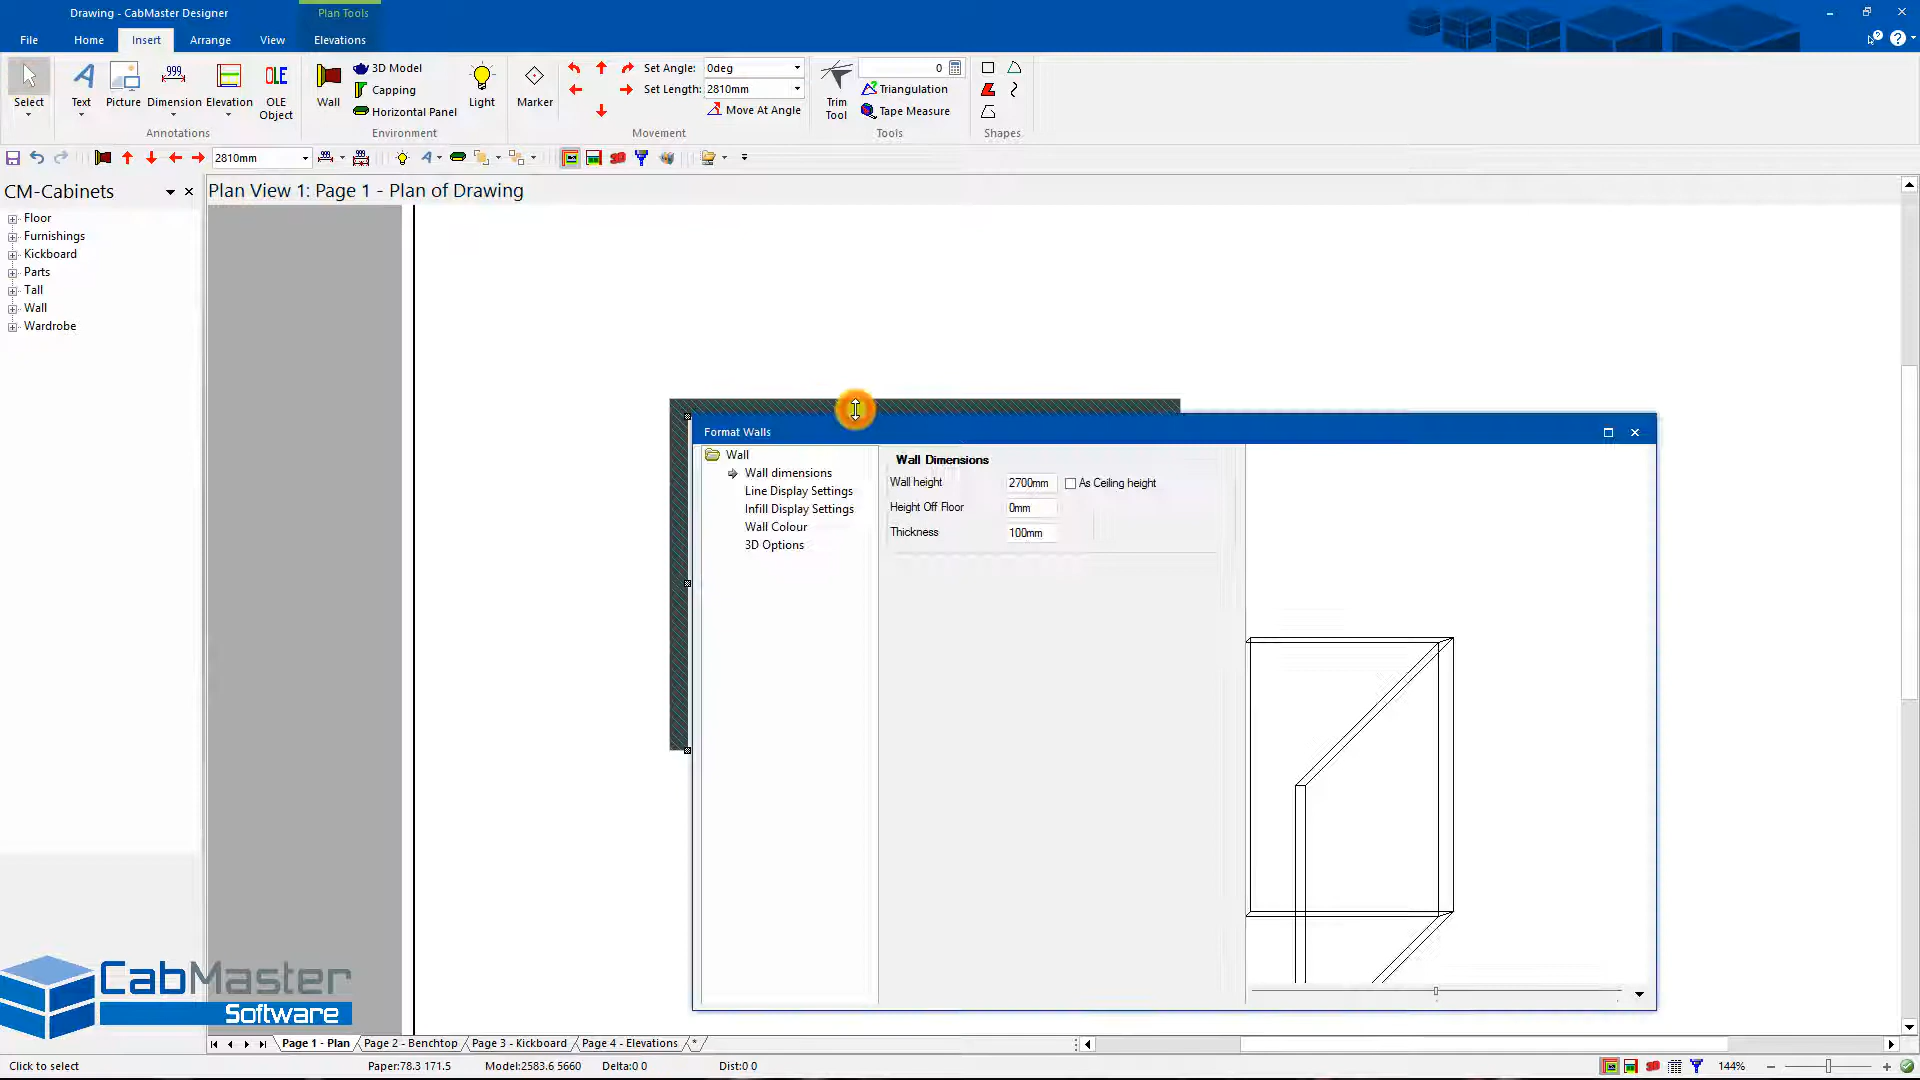 Drawing - CabMaster Designer
Plan Tools
File Home Insert Arrange View Elevations
Select
Text
Picture
Dimension
Elevation
OLE Object
Annotations
Wall
3D Model
Capping
Horizontal Panel
Light
Environment
Marker
Set Angle: 0deg
Set Length: 2810mm
Move At Angle
Movement
Trim Tool
0
Triangulation
Tape Measure
Tools
Shapes
2810mm
CM-Cabinets
Floor
Furnishings
Kickboard
Parts
Tall
Wall
Wardrobe
Plan View 1: Page 1 - Plan of Drawing
Format Walls
Wall
Wall dimensions
Line Display Settings
Infill Display Settings
Wall Colour
3D Options
Wall Dimensions
Wall height 2700mm As Ceiling height
Height Off Floor 0mm
Thickness 100mm
CabMaster
Software
Page 1 - Plan Page 2 - Benchtop Page 3 - Kickboard Page 4 - Elevations *
Click to select Paper:78.3 171.5 Model:2583.6 5660 Delta:0 0 Dist:0 0 144%